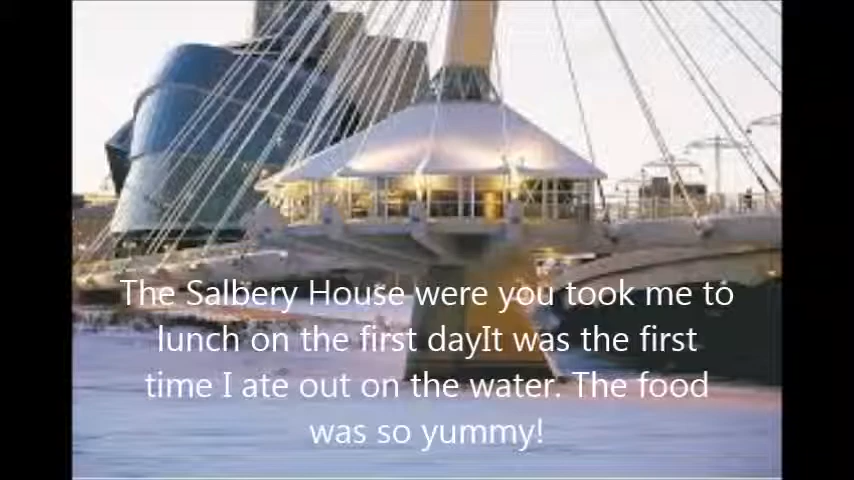 The Salbery House were you took me to
lunch on the first dayIt was the first
time I ate out on the water. The food
was so yummy!